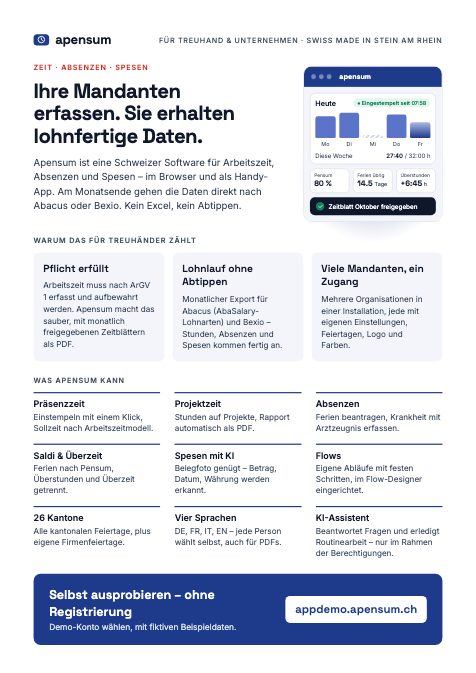 apensum
FÜR TREUHAND & UNTERNEHMEN · SWISS MADE IN STEIN AM RHEIN
ZEIT · ABSENZEN · SPESEN
Ihre Mandanten
erfassen. Sie erhalten
lohnfertige Daten.
Apensum ist eine Schweizer Software für Arbeitszeit,
Absenzen und Spesen – im Browser und als Handy-
App. Am Monatsende gehen die Daten direkt nach
Abacus oder Bexio. Kein Excel, kein Abtippen.
apensum
Heute
Eingestempelt seit 07:58
Mo Di Mi Do Fr
Diese Woche 27:40 / 32:00 h
Pensum
80 %
Ferien übrig
14.5 Tage
Überstunden
+6:45 h
Zeitblatt Oktober freigegeben
WARUM DAS FÜR TREUHÄNDER ZÄHLT
Pflicht erfüllt
Arbeitszeit muss nach ArGV
1 erfasst und aufbewahrt
werden. Apensum macht das
sauber, mit monatlich
freigegebenen Zeitblättern
als PDF.
Lohnlauf ohne
Abtippen
Monatlicher Export für
Abacus (AbaSalary-
Lohnarten) und Bexio –
Stunden, Absenzen und
Spesen kommen fertig an.
Viele Mandanten, ein
Zugang
Mehrere Organisationen in
einer Installation, jede mit
eigenen Einstellungen,
Feiertagen, Logo und
Farben.
WAS APENSUM KANN
Präsenzzeit
Einstempeln mit einem Klick,
Sollzeit nach Arbeitszeitmodell.
Projektzeit
Stunden auf Projekte, Rapport
automatisch als PDF.
Absenzen
Ferien beantragen, Krankheit mit
Arztzeugnis erfassen.
Saldi & Überzeit
Ferien nach Pensum,
Überstunden und Überzeit
getrennt.
Spesen mit KI
Belegfoto genügt – Betrag,
Datum, Währung werden
erkannt.
Flows
Eigene Abläufe mit festen
Schritten, im Flow-Designer
eingerichtet.
26 Kantone
Alle kantonalen Feiertage, plus
eigene Firmenfeiertage.
Vier Sprachen
DE, FR, IT, EN – jede Person
wählt selbst, auch für PDFs.
KI-Assistent
Beantwortet Fragen und erledigt
Routinearbeit – nur im Rahmen
der Berechtigungen.
Selbst ausprobieren – ohne
Registrierung
Demo-Konto wählen, mit fiktiven Beispieldaten.
appdemo.apensum.ch